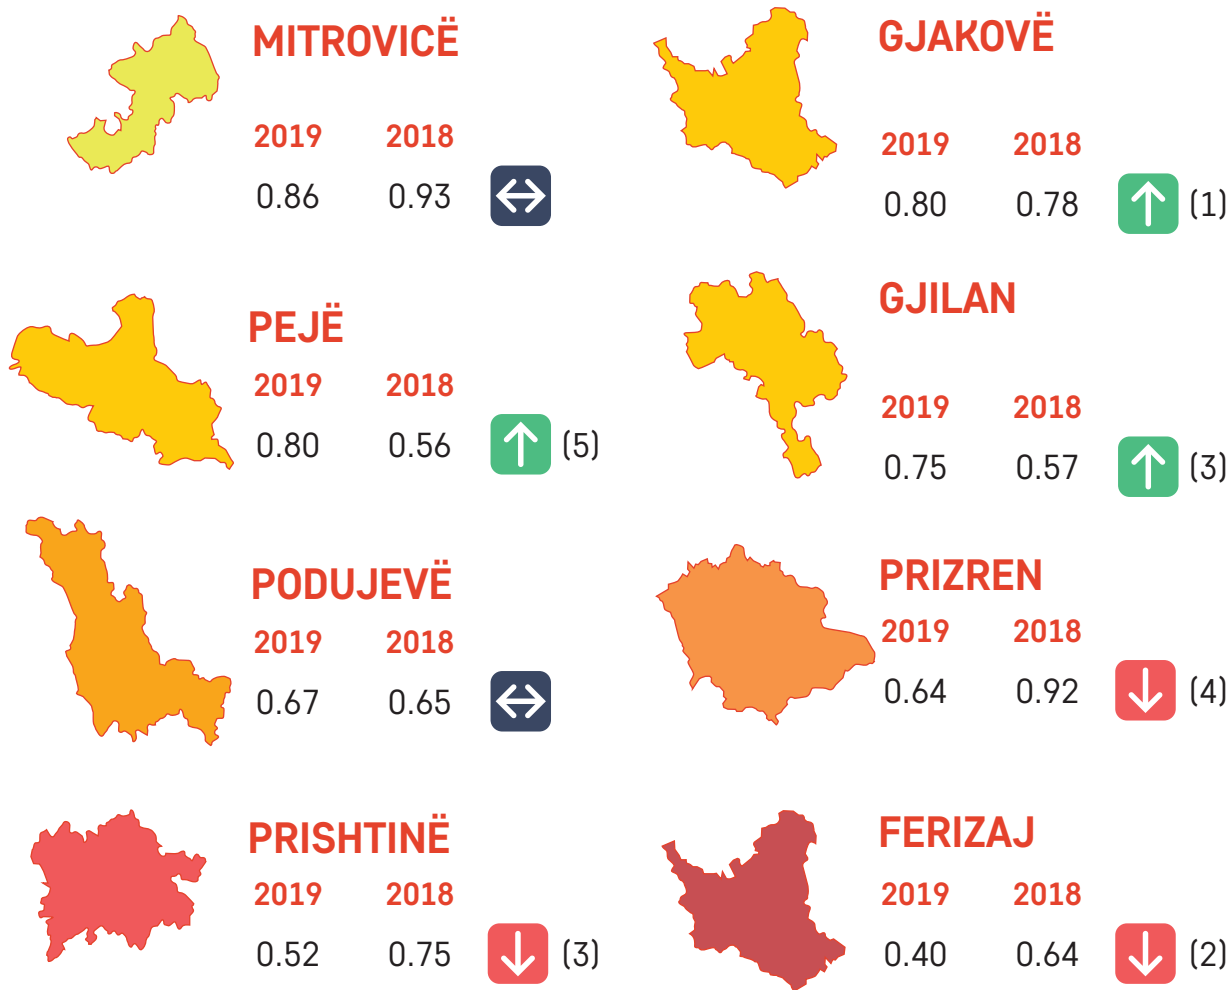 MITROVICË
2019 2018
0.86 0.93
GJAKOVË
2019 2018
0.80 0.78 (1)
PEJË
2019 2018
0.80 0.56 (5)
GJILAN
2019 2018
0.75 0.57 (3)
PODUJEVË
2019 2018
0.67 0.65
PRIZREN
2019 2018
0.64 0.92 (4)
PRISHTINË
2019 2018
0.52 0.75 (3)
FERIZAJ
2019 2018
0.40 0.64 (2)